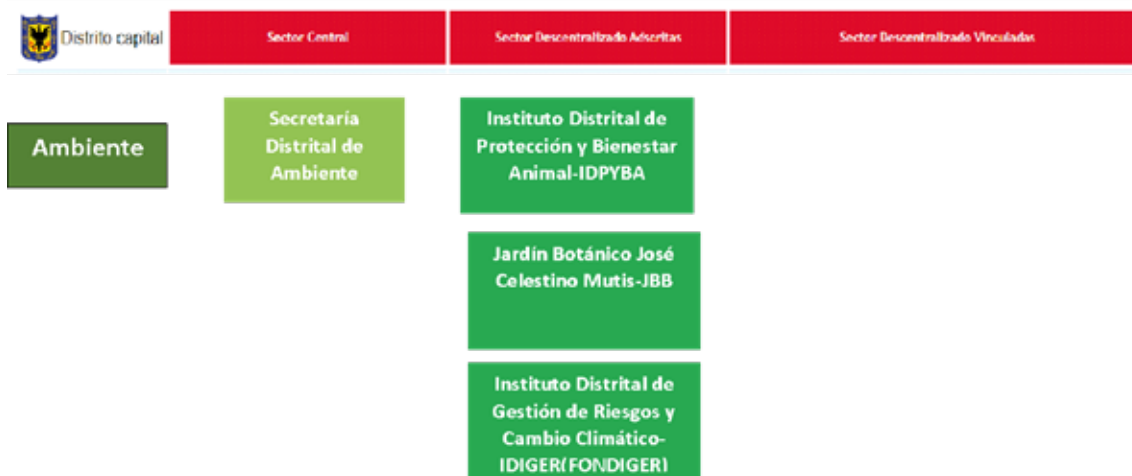 Distrito capital
Sector Central
Sector Descentralizado Adscritas
Sector Descentralizado Vinculadas
Ambiente
Secretaría
Distrital de
Ambiente
Instituto Distrital de
Protección y Bienestar
Animal-IDPYBA
Jardín Botánico José
Celestino Mutis-JBB
Instituto Distrital de
Gestión de Riesgos y
Cambio Climático-
IDIGER(FONDIGER)